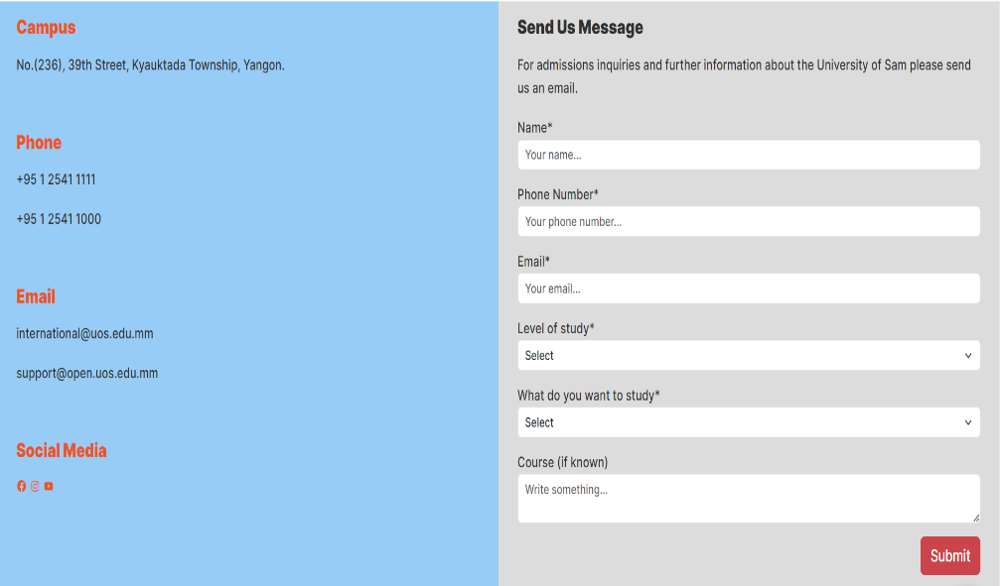 Campus
No.(236), 39th Street, Kyauktada Township, Yangon.
Phone
+95 1 2541 1111
+95 1 2541 1000
Email
international@uos.edu.mm
support@open.uos.edu.mm
Social Media
Send Us Message
For admissions inquiries and further information about the University of Sam please send
us an email.
Name*
Your name...
Phone Number*
Your phone number...
Email*
Your email...
Level of study*
Select
What do you want to study*
Select
Course (if known)
Write something...
Submit